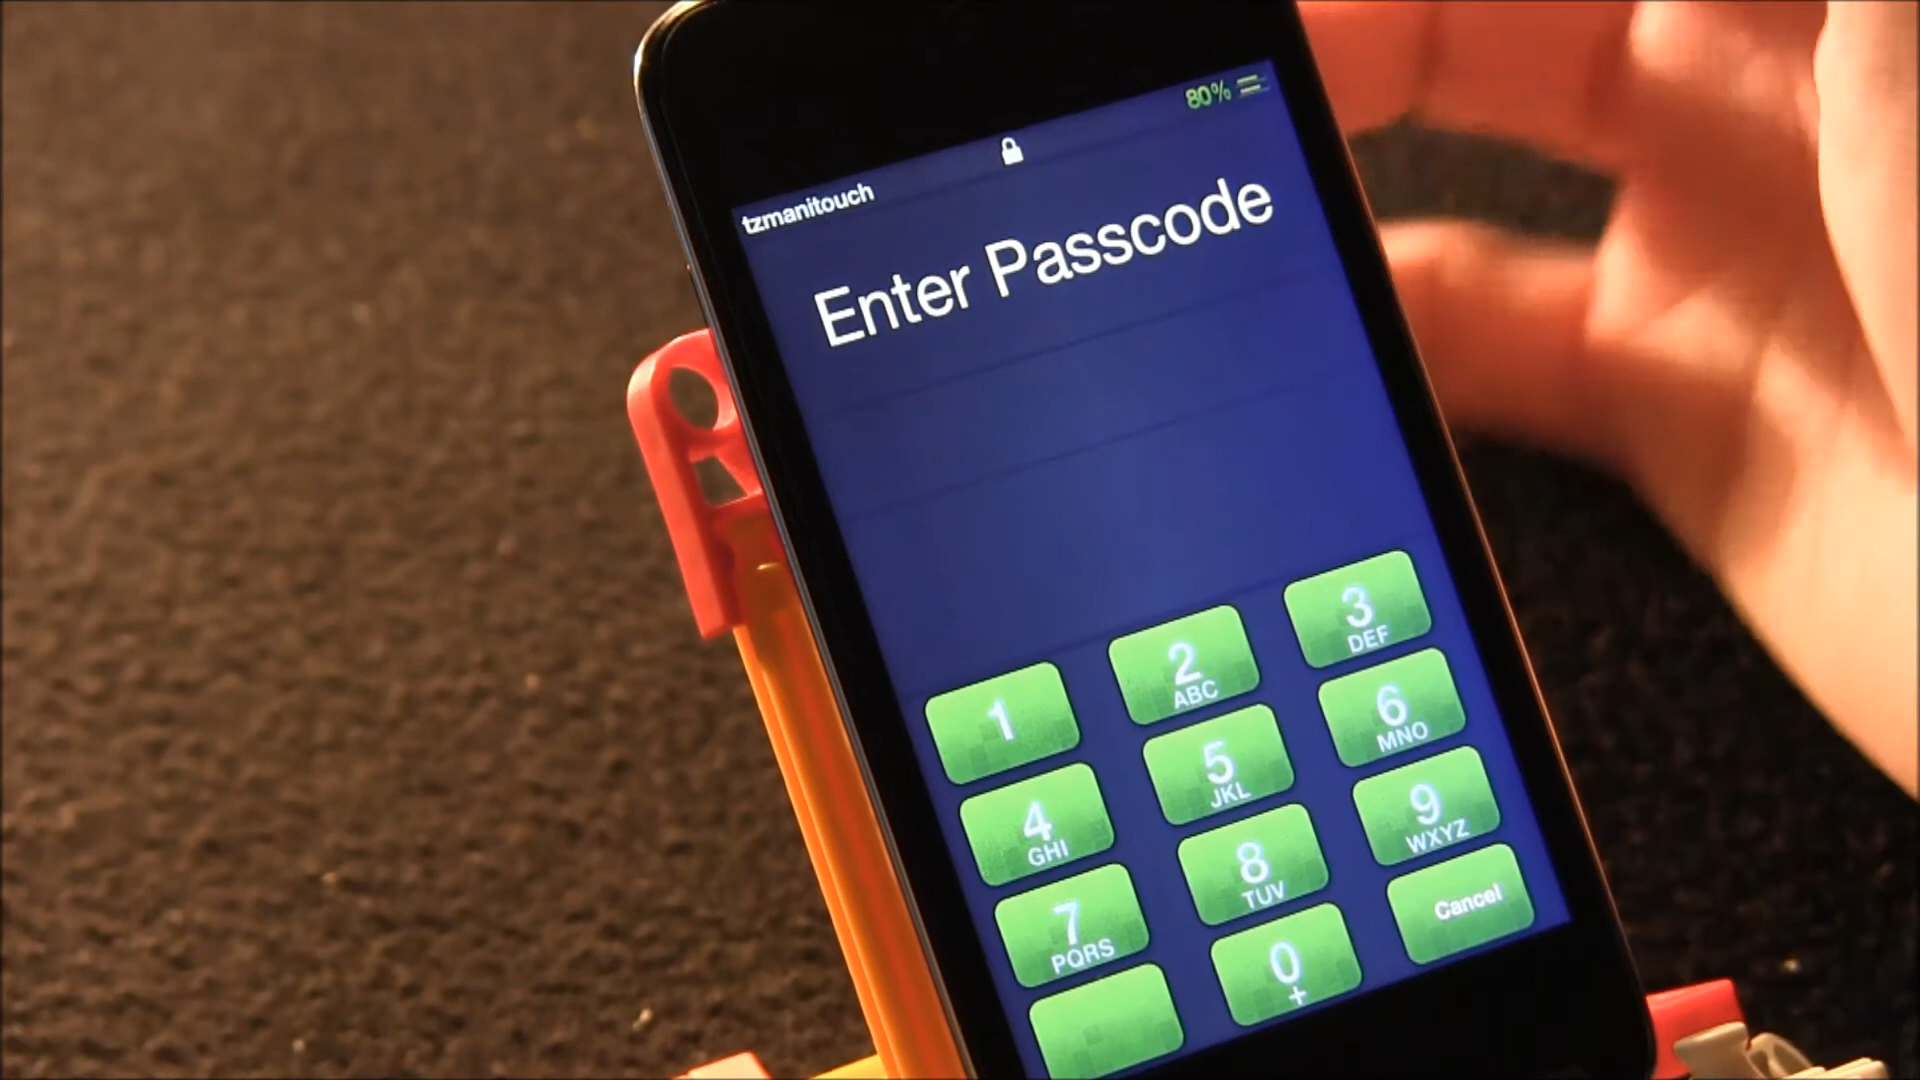 80%
tzmanitouch
Enter Passcode
1
2
ABC
3
DEF
4
GHI
5
JKL
6
MNO
7
PQRS
8
TUV
9
WXYZ
0
+
Cancel